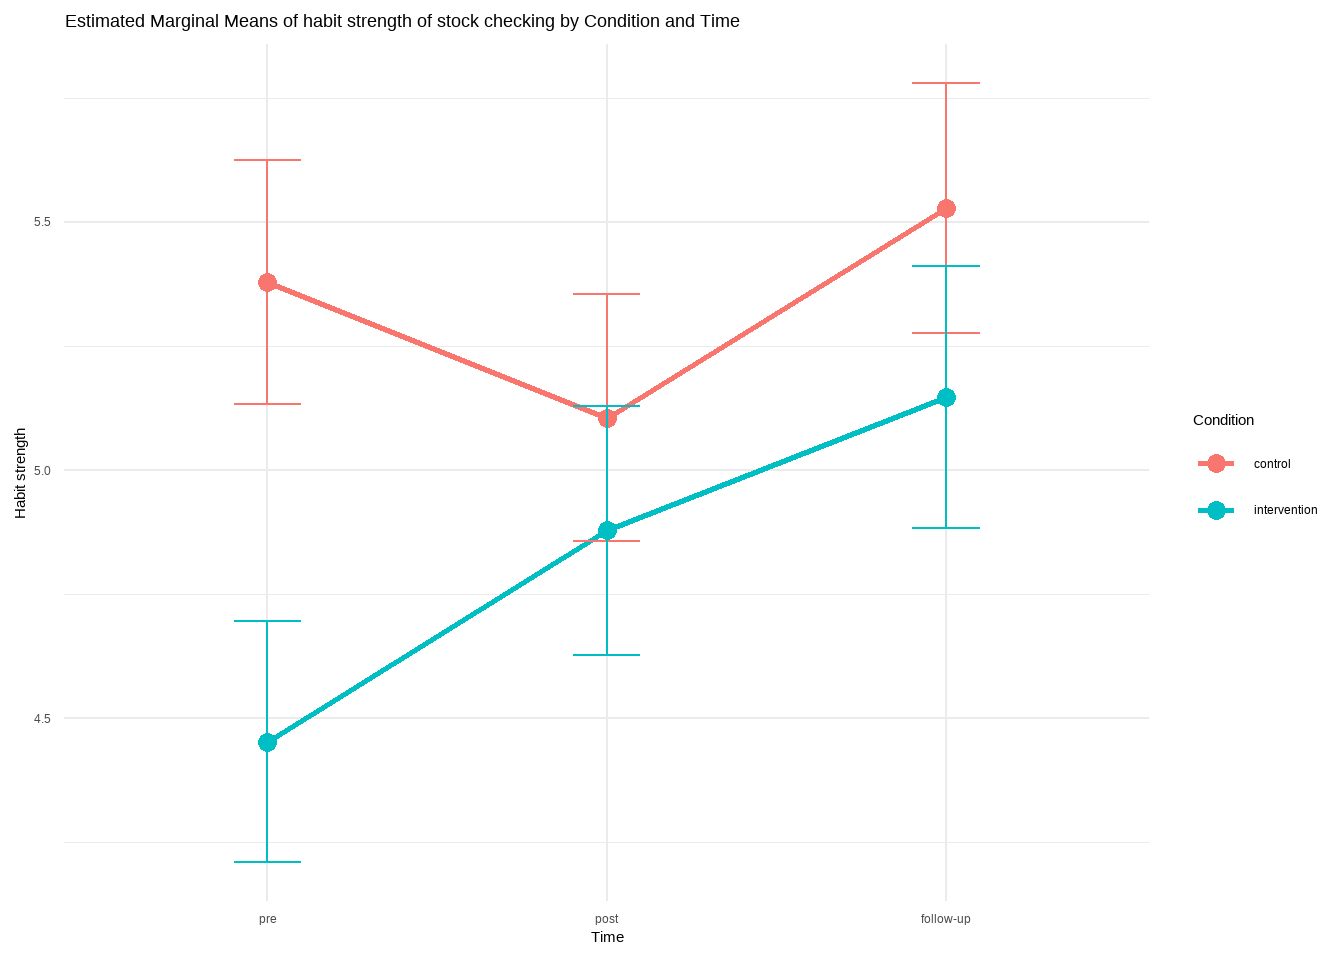 Estimated Marginal Means of habit strength of stock checking by Condition and Time
5.5
5.0
4.5
Habit strength
pre
post
follow-up
Time
Condition
control
intervention